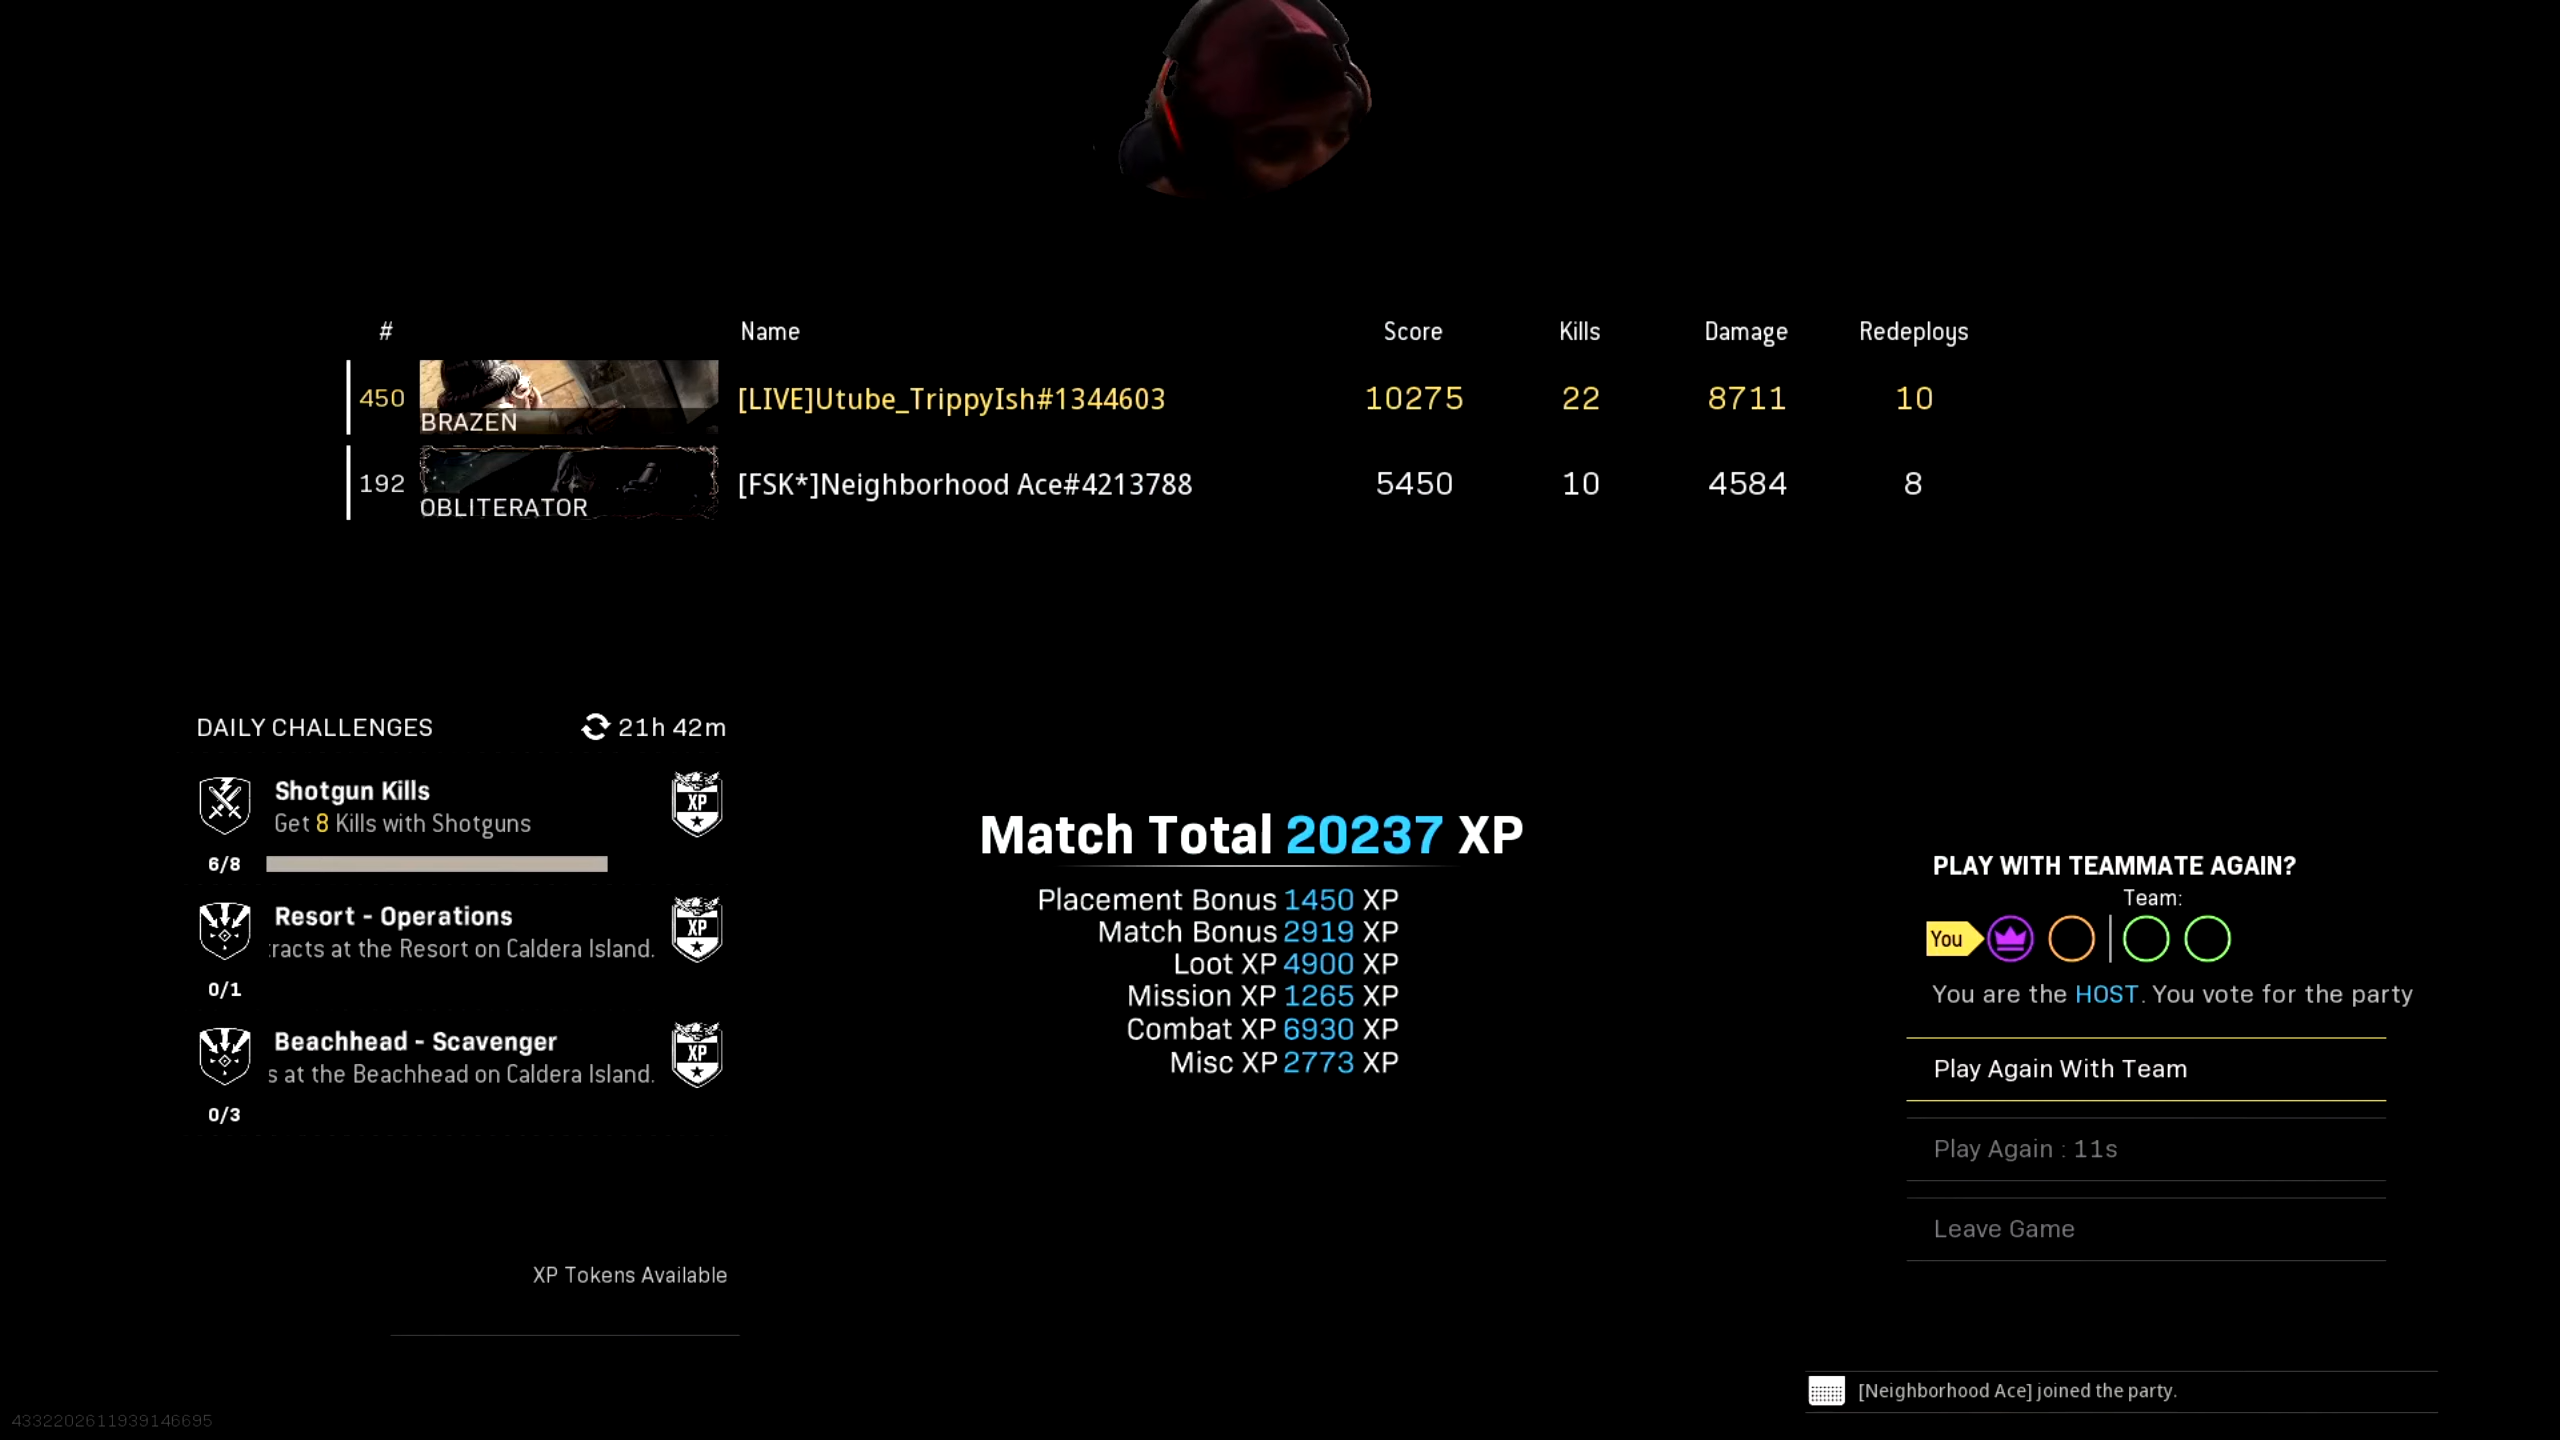 # Name Score Kills Damage Redeploys
450 BRAZEN [LIVE]Utube_TrippyIsh#1344603 10275 22 8711 10
192 OBLITERATOR [FSK*]Neighborhood Ace#4213788 5450 10 4584 8
DAILY CHALLENGES 21h 42m
Shotgun Kills
Get 8 Kills with Shotguns
XP
6/8
Resort - Operations
racts at the Resort on Caldera Island.
XP
0/1
Beachhead - Scavenger
s at the Beachhead on Caldera Island.
XP
0/3
XP Tokens Available
Match Total 20237 XP
Placement Bonus 1450 XP
Match Bonus 2919 XP
Loot XP 4900 XP
Mission XP 1265 XP
Combat XP 6930 XP
Misc XP 2773 XP
PLAY WITH TEAMMATE AGAIN?
Team:
You
You are the HOST. You vote for the party
Play Again With Team
Play Again : 11s
Leave Game
[Neighborhood Ace] joined the party.
4332202611939146695